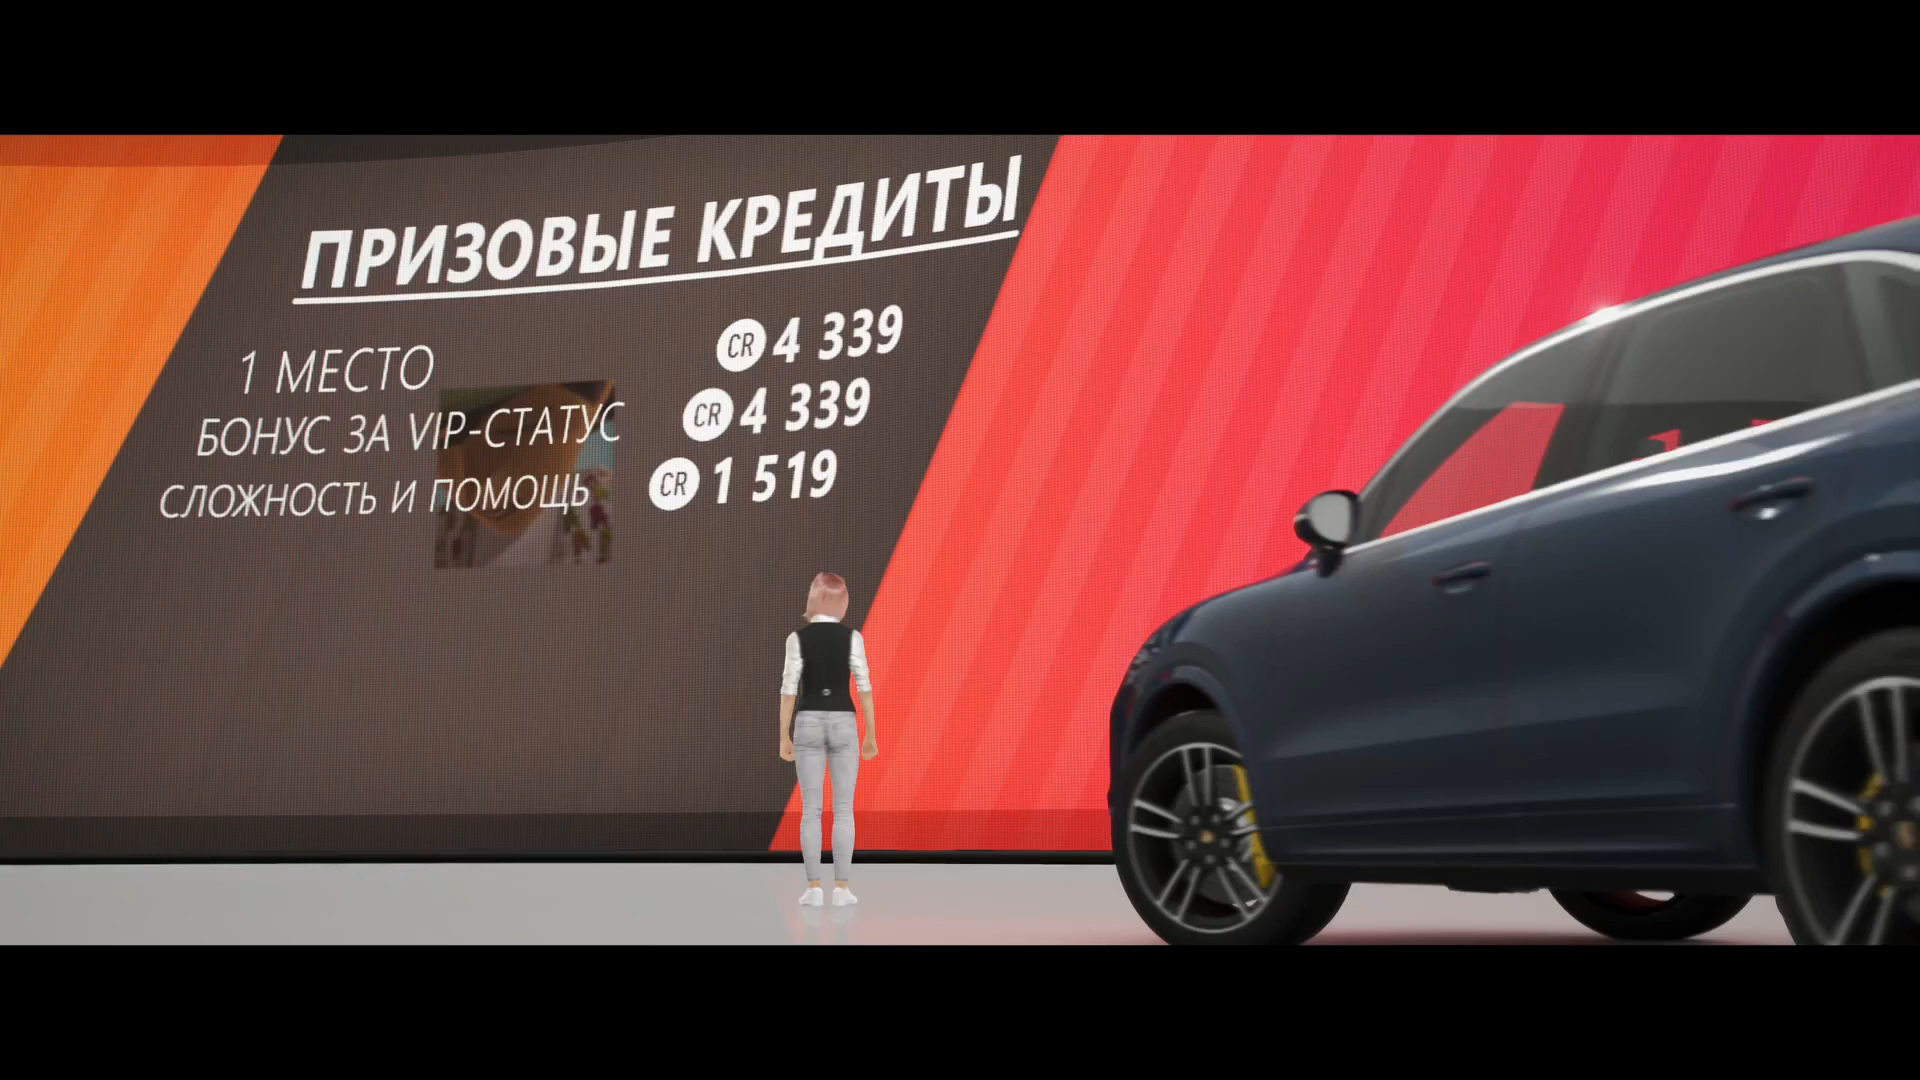 ПРИЗОВЫЕ КРЕДИТЫ
1 МЕСТО CR 4 339
БОНУС ЗА VIP-СТАТУС CR 4 339
СЛОЖНОСТЬ И ПОМОЩЬ CR 1 519